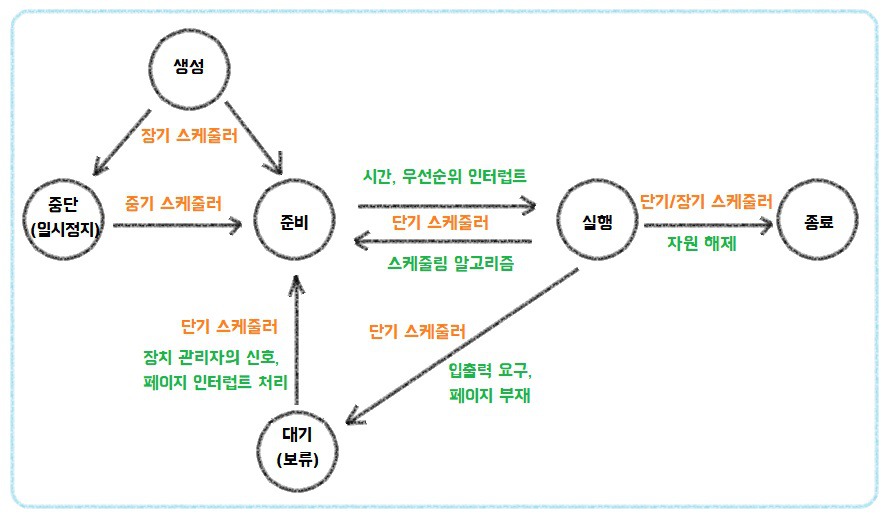 생성
장기 스케줄러
중단
(일시정지)
중기 스케줄러
준비
시간, 우선순위 인터럽트
단기 스케줄러
스케줄링 알고리즘
실행
단기/장기 스케줄러
자원 해제
종료
단기 스케줄러
장치 관리자의 신호,
페이지 인터럽트 처리
단기 스케줄러
입출력 요구,
페이지 부재
대기
(보류)